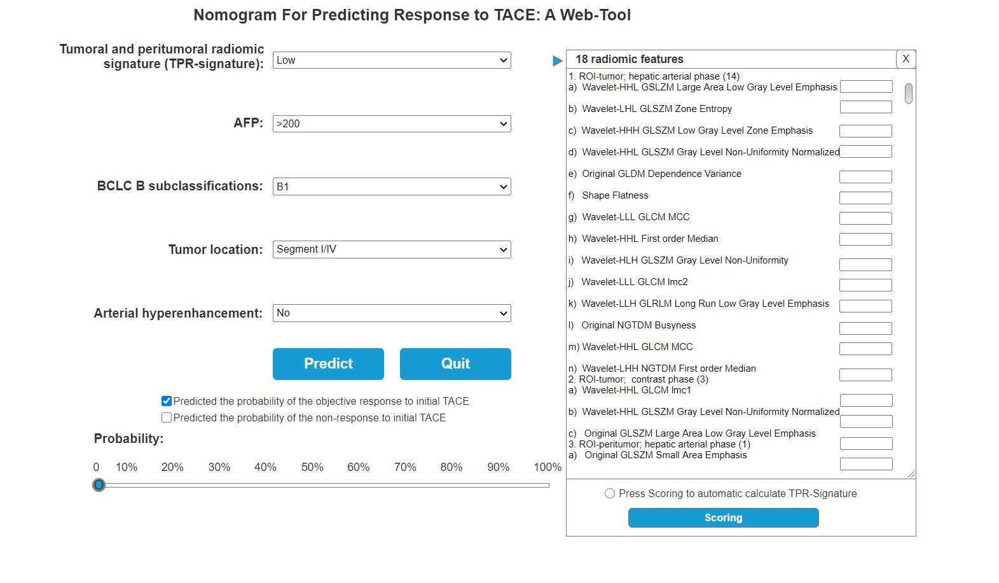 Nomogram For Predicting Response to TACE: A Web-Tool
Tumoral and peritumoral radiomic
signature (TPR-signature):
Low
AFP:
>200
BCLC B subclassifications:
B1
Tumor location:
Segment I/IV
Arterial hyperenhancement:
No
Predict
Quit
Predicted the probability of the objective response to initial TACE
Predicted the probability of the non-response to initial TACE
Probability:
0 10% 20% 30% 40% 50% 60% 70% 80% 90% 100%
18 radiomic features
X
1. ROI-tumor; hepatic arterial phase (14)
a) Wavelet-HHL GSLZM Large Area Low Gray Level Emphasis
b) Wavelet-LHL GLSZM Zone Entropy
c) Wavelet-HHH GLSZM Low Gray Level Zone Emphasis
d) Wavelet-HHL GLSZM Gray Level Non-Uniformity Normalized
e) Original GLDM Dependence Variance
f) Shape Flatness
g) Wavelet-LLL GLCM MCC
h) Wavelet-HHL First order Median
i) Wavelet-HLH GLSZM Gray Level Non-Uniformity
j) Wavelet-LLL GLCM Imc2
k) Wavelet-LLH GLRLM Long Run Low Gray Level Emphasis
l) Original NGTDM Busyness
m) Wavelet-HHL GLCM MCC
n) Wavelet-LHH NGTDM First order Median
2. ROI-tumor; contrast phase (3)
a) Wavelet-HHL GLCM Imc1
b) Wavelet-HHL GLSZM Gray Level Non-Uniformity Normalized
c) Original GLSZM Large Area Low Gray Level Emphasis
3. ROI-peritumor; hepatic arterial phase (1)
a) Original GLSZM Small Area Emphasis
Press Scoring to automatic calculate TPR-Signature
Scoring